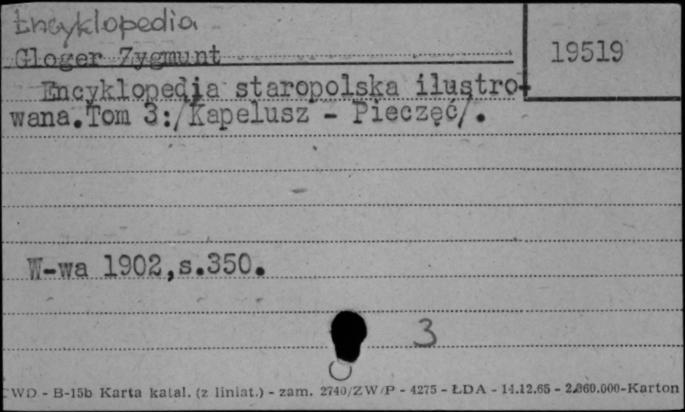 Encyklopedia
Gloger Zygmunt
19519
Encyklopedja staropolska ilustro-
wana.Tom 3:/Kapelusz - Pieczęć/.
W-wa 1902,s.350.
3
CWD - B-15b Karta katal. (z liniat.) - zam. 2740/ZW/P - 4275 - ŁDA - 14.12.65 - 2.860.000-Karton